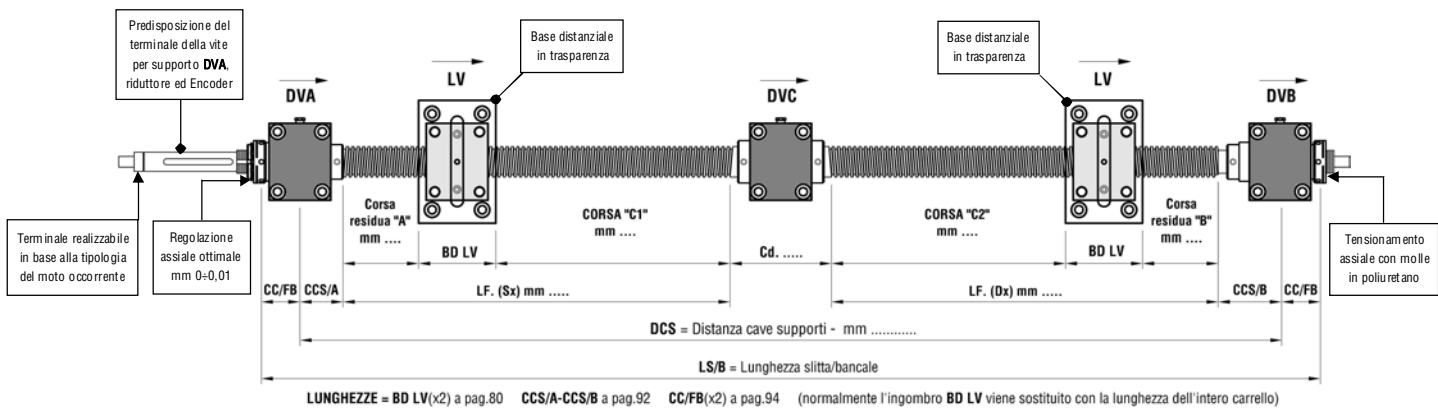 Predisposizione del
terminale della vite
per supporto DVA,
riduttore ed Encoder
Base distanziale
in trasparenza
Base distanziale
in trasparenza
DVA
LV
DVC
LV
DVB
Terminale realizzabile
in base alla tipologia
del moto occorrente
Regolazione
assiale ottimale
mm 0÷0,01
Corsa
residua "A"
mm ....
CORSA "C1"
mm ....
CORSA "C2"
mm ....
Corsa
residua "B"
mm ....
Tensionamento
assiale con molle
in poliuretano
BD LV
Cd. .....
BD LV
CC/FB
CCS/A
LF. (Sx) mm .....
LF. (Dx) mm .....
CCS/B
CC/FB
DCS = Distanza cave supporti - mm ............
LS/B = Lunghezza slitta/bancale
LUNGHEZZE = BD LV(x2) a pag.80 CCS/A-CCS/B a pag.92 CC/FB(x2) a pag.94 (normalmente l'ingombro BD LV viene sostituito con la lunghezza dell'intero carrello)